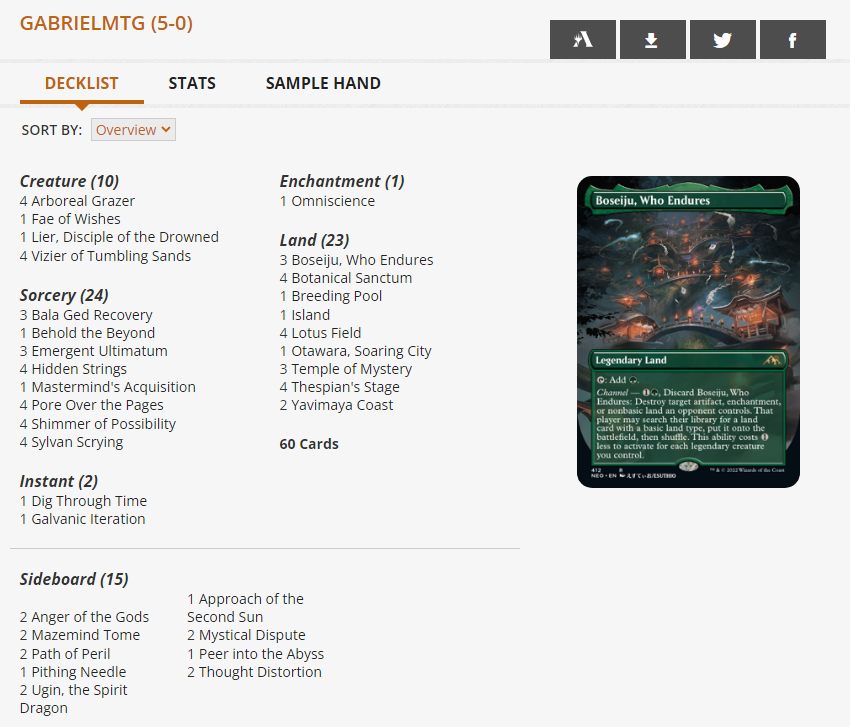 GABRIELMTG (5-0)
DECKLIST
STATS
SAMPLE HAND
SORT BY: Overview
Creature (10)
4 Arboreal Grazer
1 Fae of Wishes
1 Lier, Disciple of the Drowned
4 Vizier of Tumbling Sands
Sorcery (24)
3 Bala Ged Recovery
1 Behold the Beyond
3 Emergent Ultimatum
4 Hidden Strings
1 Mastermind's Acquisition
4 Pore Over the Pages
4 Shimmer of Possibility
4 Sylvan Scrying
Instant (2)
1 Dig Through Time
1 Galvanic Iteration
Enchantment (1)
1 Omniscience
Land (23)
3 Boseiju, Who Endures
4 Botanical Sanctum
1 Breeding Pool
1 Island
4 Lotus Field
1 Otawara, Soaring City
3 Temple of Mystery
4 Thespian's Stage
2 Yavimaya Coast
60 Cards
Boseiju, Who Endures
Legendary Land
: Add .
Channel — , Discard Boseiju, Who
Endures: Destroy target artifact, enchantment,
or nonbasic land an opponent controls. That
player may search their library for a land
card with a basic land type, put it onto the
battlefield, then shuffle. This ability costs 1
less to activate for each legendary creature
you control.
412 R
NEO • EN
™ & © 2022 Wizards of the Coast
Sideboard (15)
2 Anger of the Gods
2 Mazemind Tome
2 Path of Peril
1 Pithing Needle
2 Ugin, the Spirit
Dragon
1 Approach of the
Second Sun
2 Mystical Dispute
1 Peer into the Abyss
2 Thought Distortion